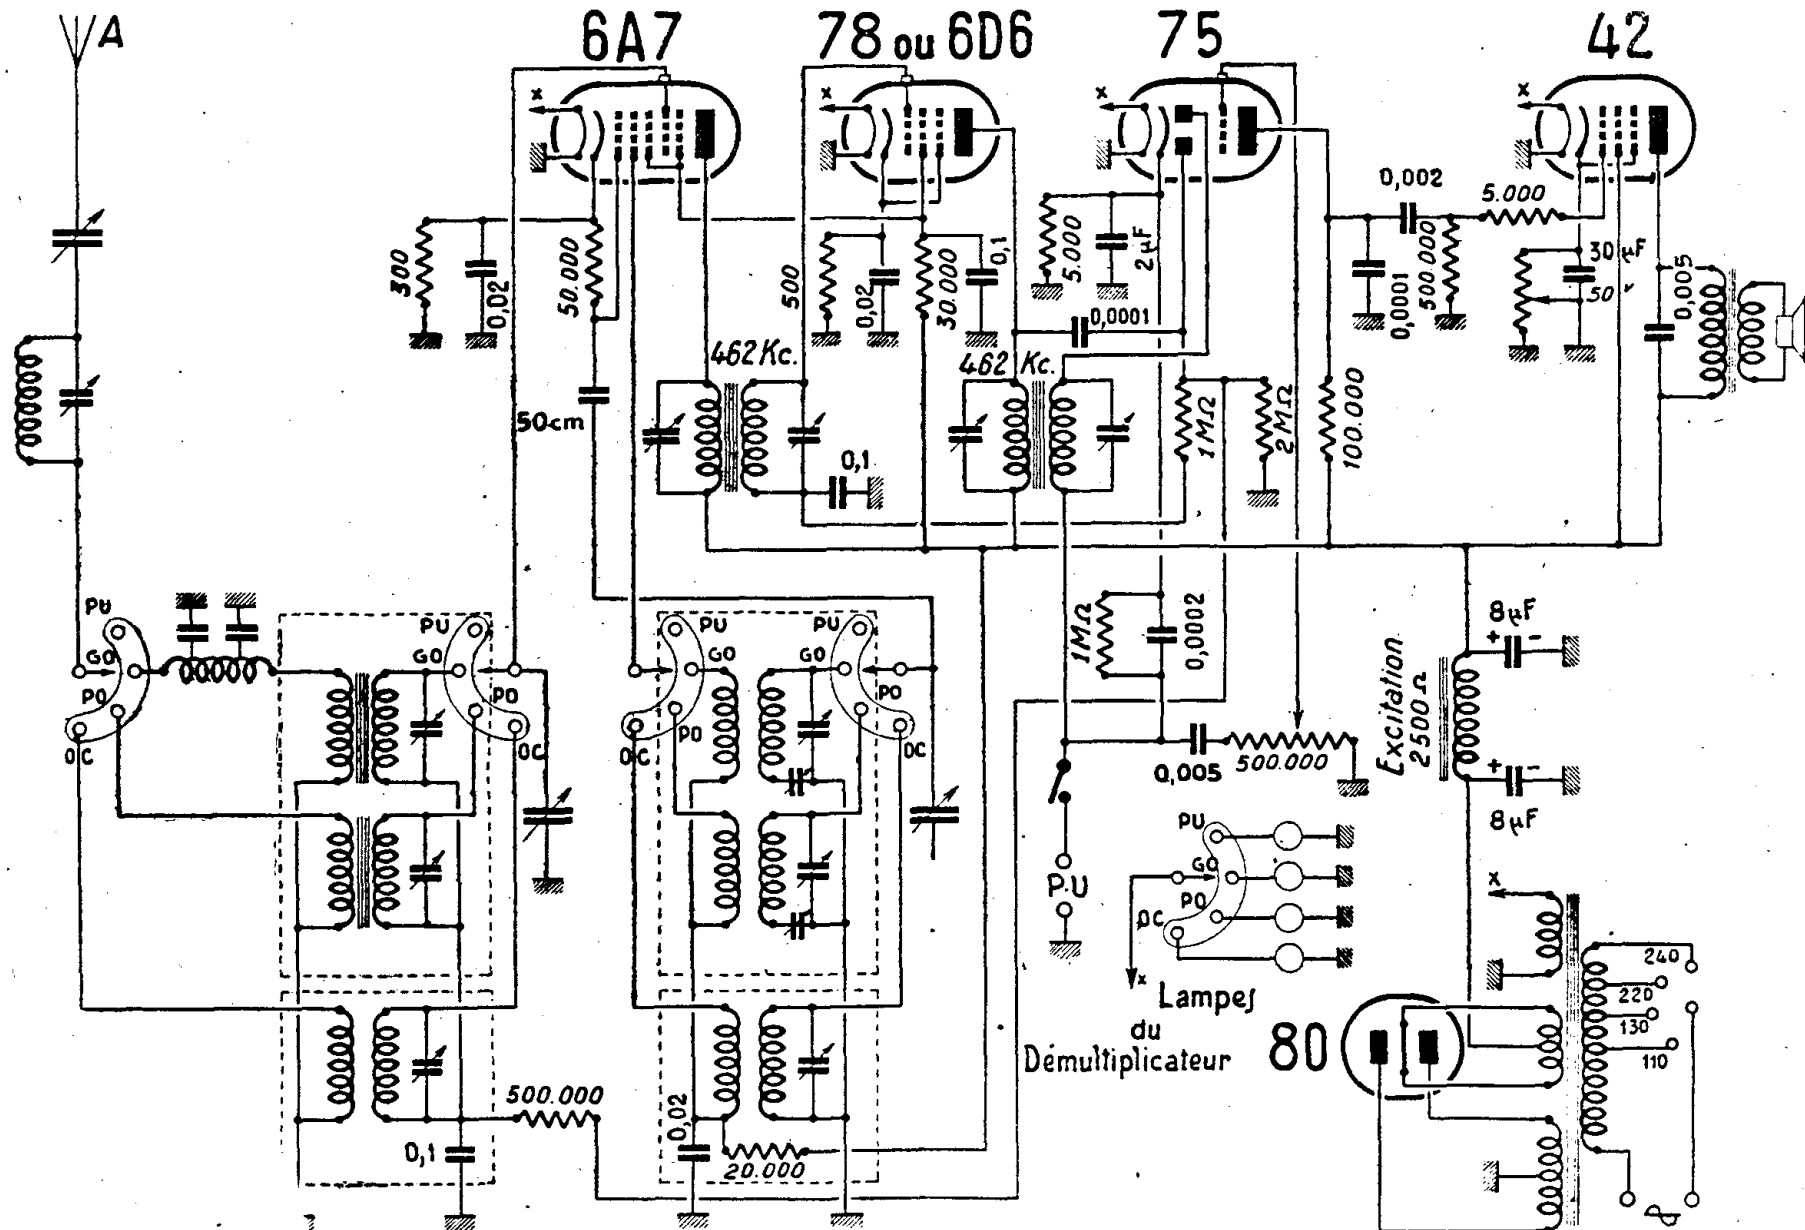 A
6A7
78 ou 6D6
75
42
x
x
x
x
300
0,02
50.000
500
0,02
30.000
0,1
5.000
2 µF
0,0001
0,002
5.000
0,0001
500.000
30 µF
50 v
0,005
462 Kc.
462 Kc.
50cm
0,1
1MΩ
2MΩ
100.000
PU
GO
PO
OC
PU
GO
PO
OC
PU
GO
PO
OC
PU
GO
PO
OC
1MΩ
0,0002
0,005
500.000
Excitation
2500 Ω
8µF
+ -
+ -
8µF
P.U
PU
GO
PO
OC
x
Lampes
du
Démultiplicateur
80
x
240
220
130
110
500.000
0,1
0,02
20.000